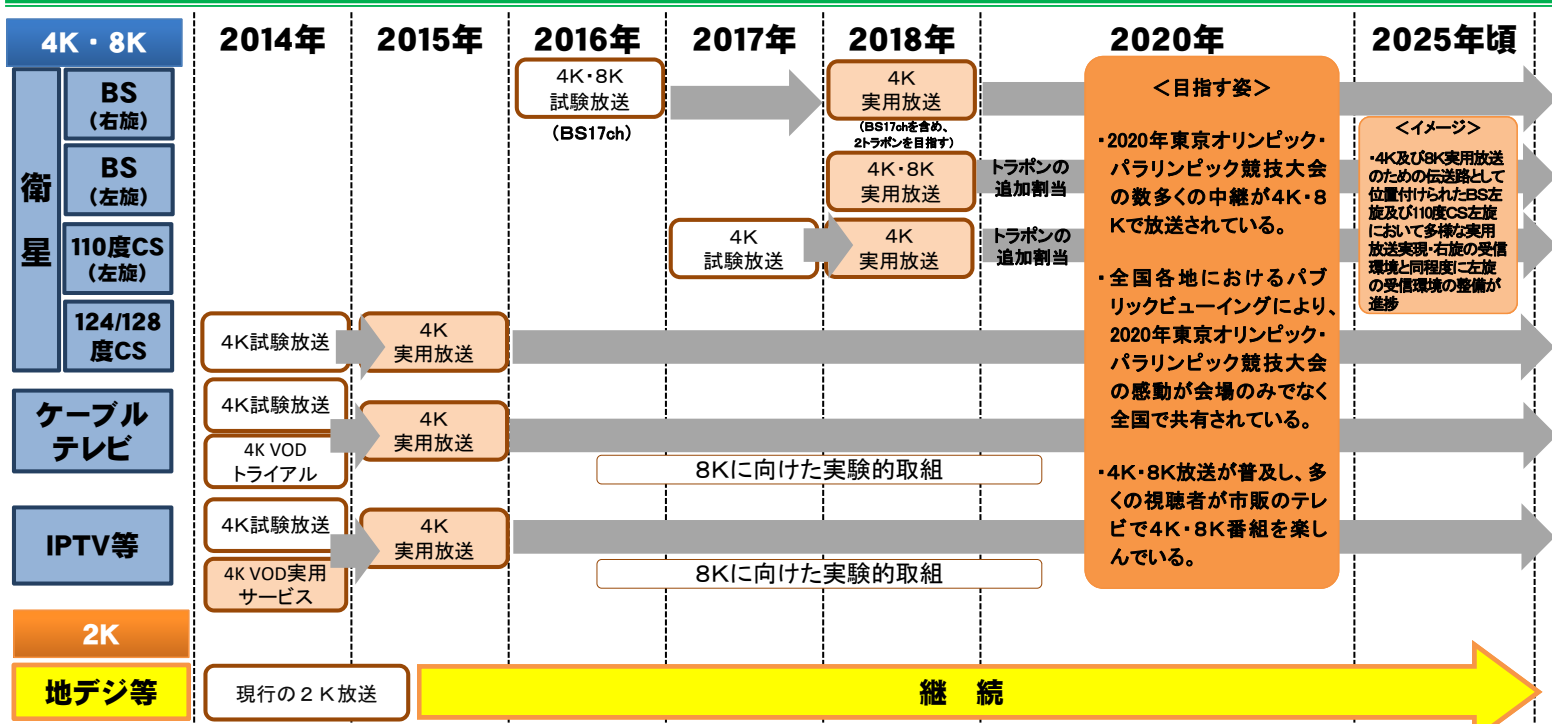 4K・8K
2014年
2015年
2016年
2017年
2018年
2020年
2025年頃
衛星
BS
(右旋)
4K・8K
試験放送
(BS17ch)
4K
実用放送
(BS17chを含め、
2トラポンを目指す)
BS
(左旋)
4K・8K
実用放送
トラポンの
追加割当
110度CS
(左旋)
4K
試験放送
4K
実用放送
トラポンの
追加割当
124/128
度CS
4K試験放送
4K
実用放送
ケーブル
テレビ
4K試験放送
4K VOD
トライアル
4K
実用放送
8Kに向けた実験的取組
IPTV等
4K試験放送
4K VOD実用
サービス
4K
実用放送
8Kに向けた実験的取組
<目指す姿>
・2020年東京オリンピック・
パラリンピック競技大会
の数多くの中継が4K・8
Kで放送されている。
・全国各地におけるパブ
リックビューイングにより、
2020年東京オリンピック・
パラリンピック競技大会
の感動が会場のみでなく
全国で共有されている。
・4K・8K放送が普及し、多
くの視聴者が市販のテレ
ビで4K・8K番組を楽し
んでいる。
<イメージ>
・4K及び8K実用放送
のための伝送路として
位置付けられたBS左
旋及び110度CS左旋
において多様な実用
放送実現・右旋の受信
環境と同程度に左旋
の受信環境の整備が
進捗
2K
地デジ等
現行の2K放送
継 続